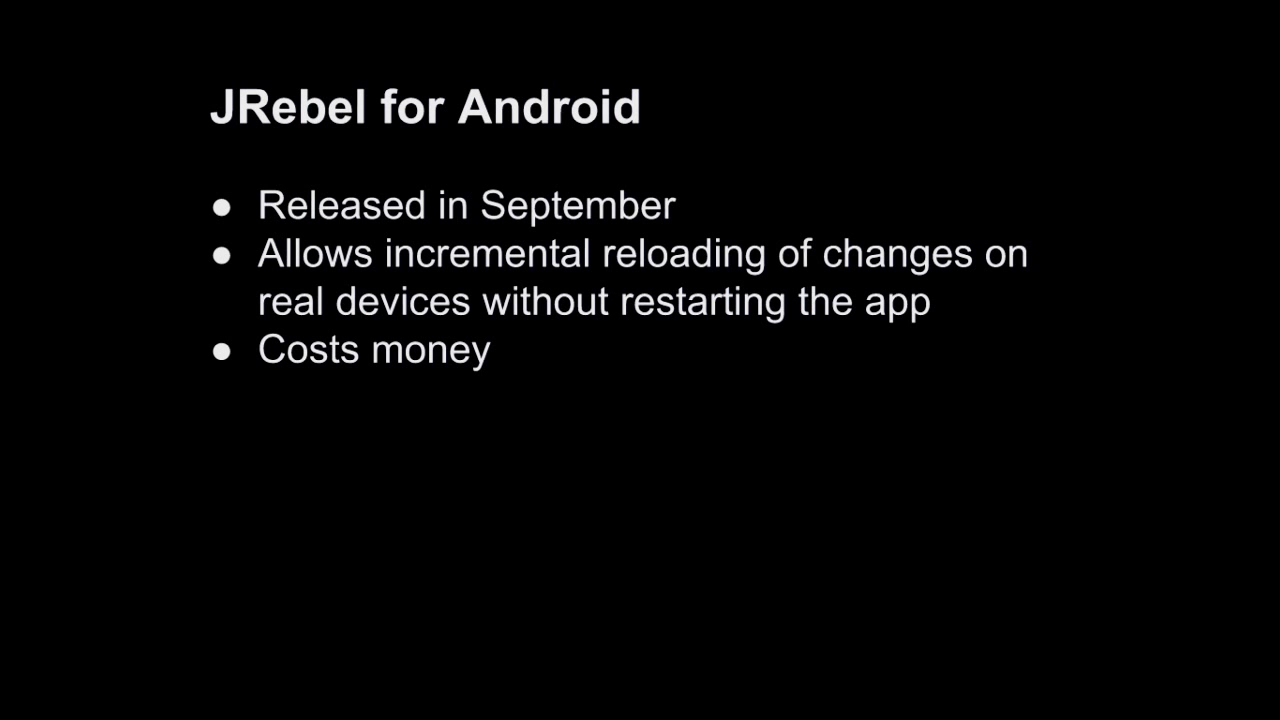 JRebel for Android
● Released in September
● Allows incremental reloading of changes on
real devices without restarting the app
● Costs money